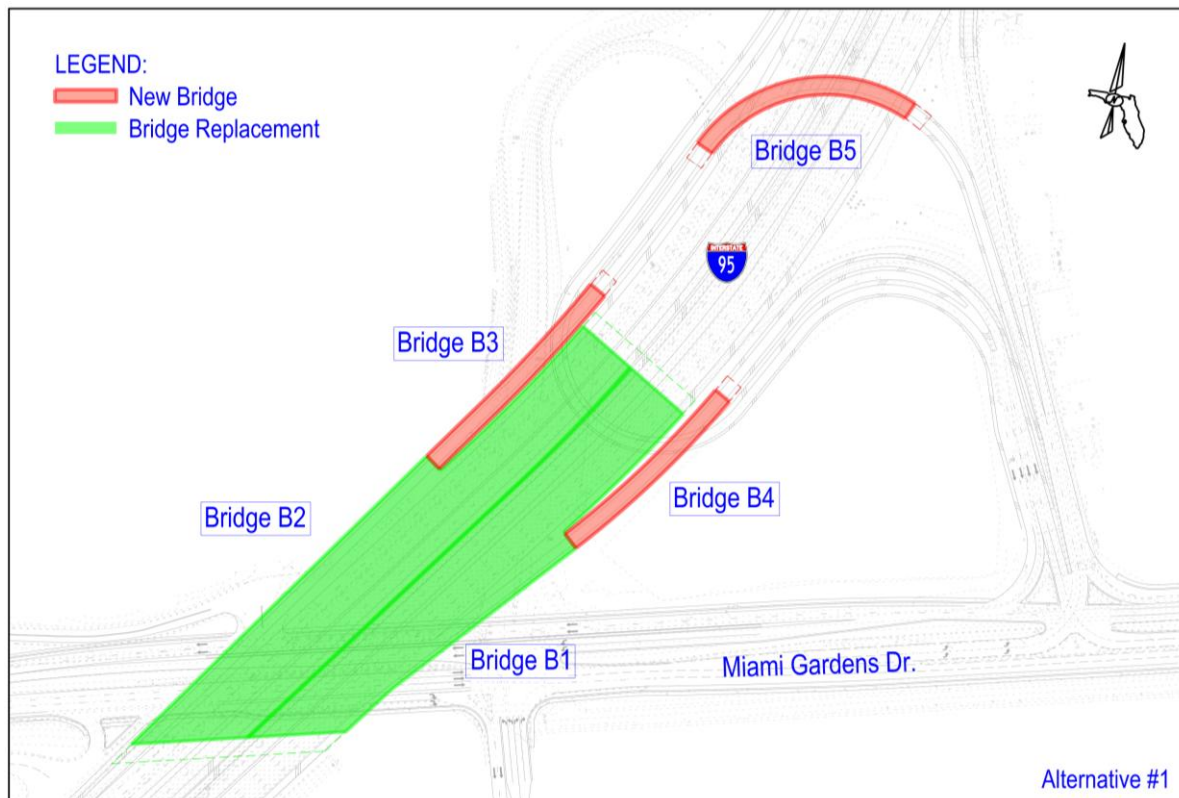 LEGEND:
New Bridge
Bridge Replacement
Bridge B5
INTERSTATE
95
Bridge B3
Bridge B4
Bridge B2
Bridge B1
Miami Gardens Dr.
Alternative #1